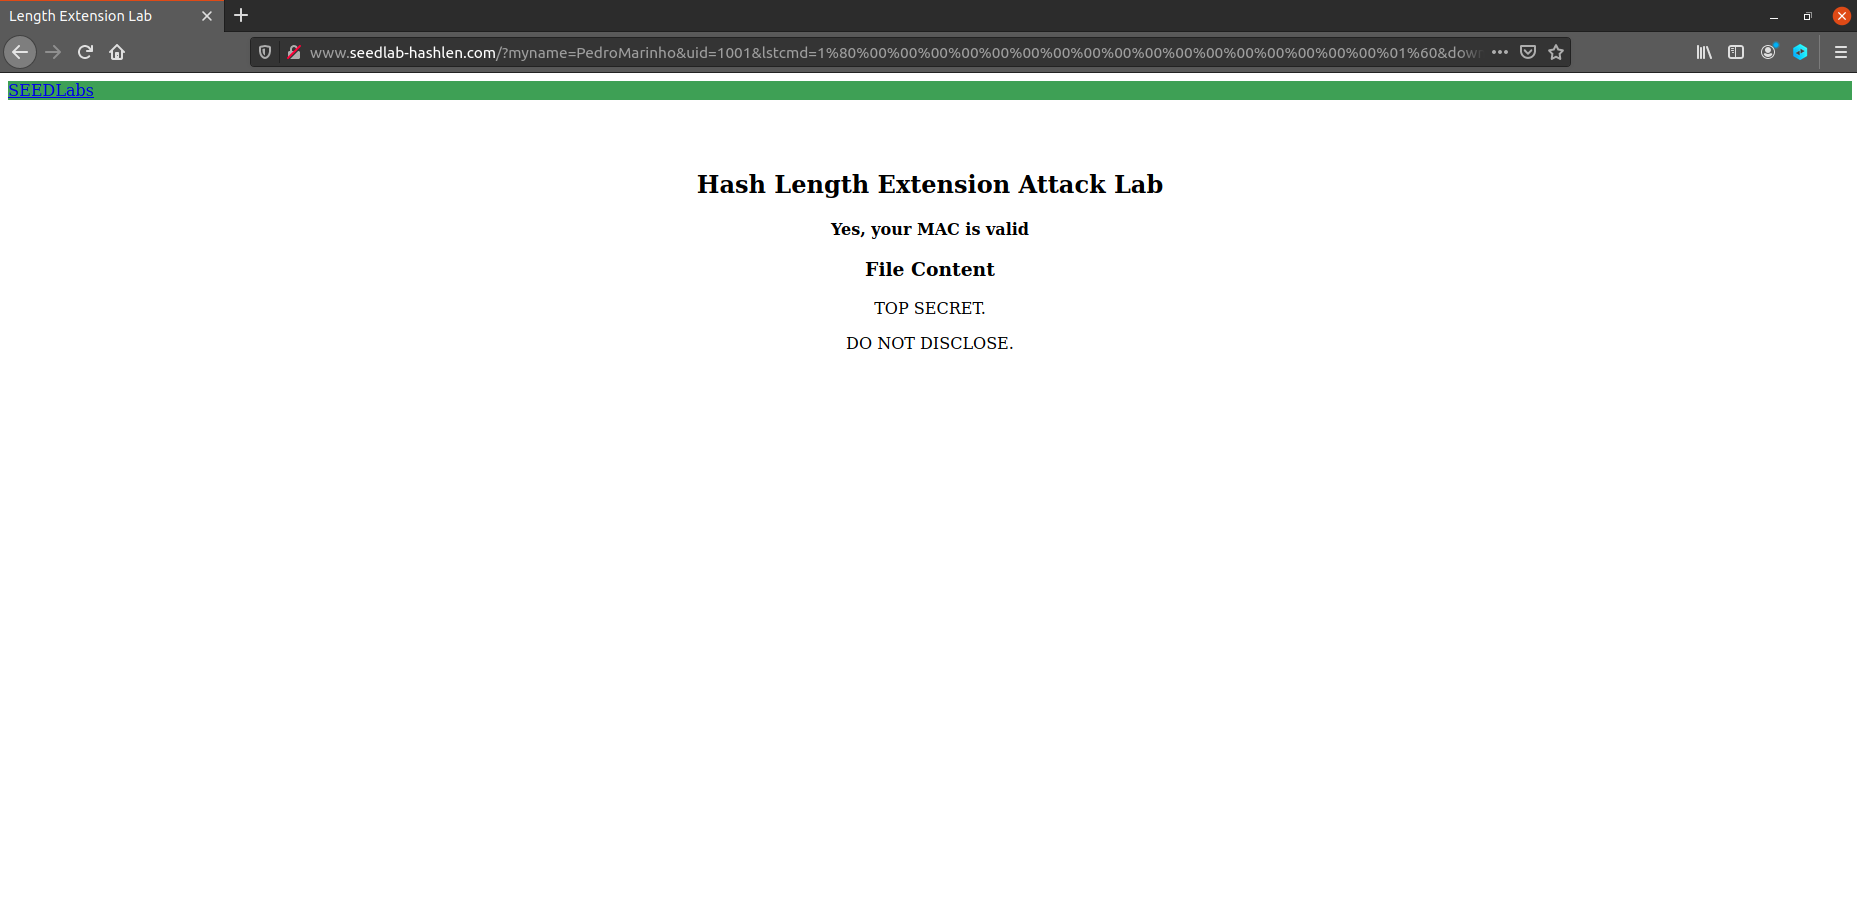 Length Extension Lab
www.seedlab-hashlen.com/?myname=PedroMarinho&uid=1001&lstcmd=1%80%00%00%00%00%00%00%00%00%00%00%00%00%00%00%00%00%00%01%60&dow
SEEDLabs
Hash Length Extension Attack Lab
Yes, your MAC is valid
File Content
TOP SECRET.
DO NOT DISCLOSE.